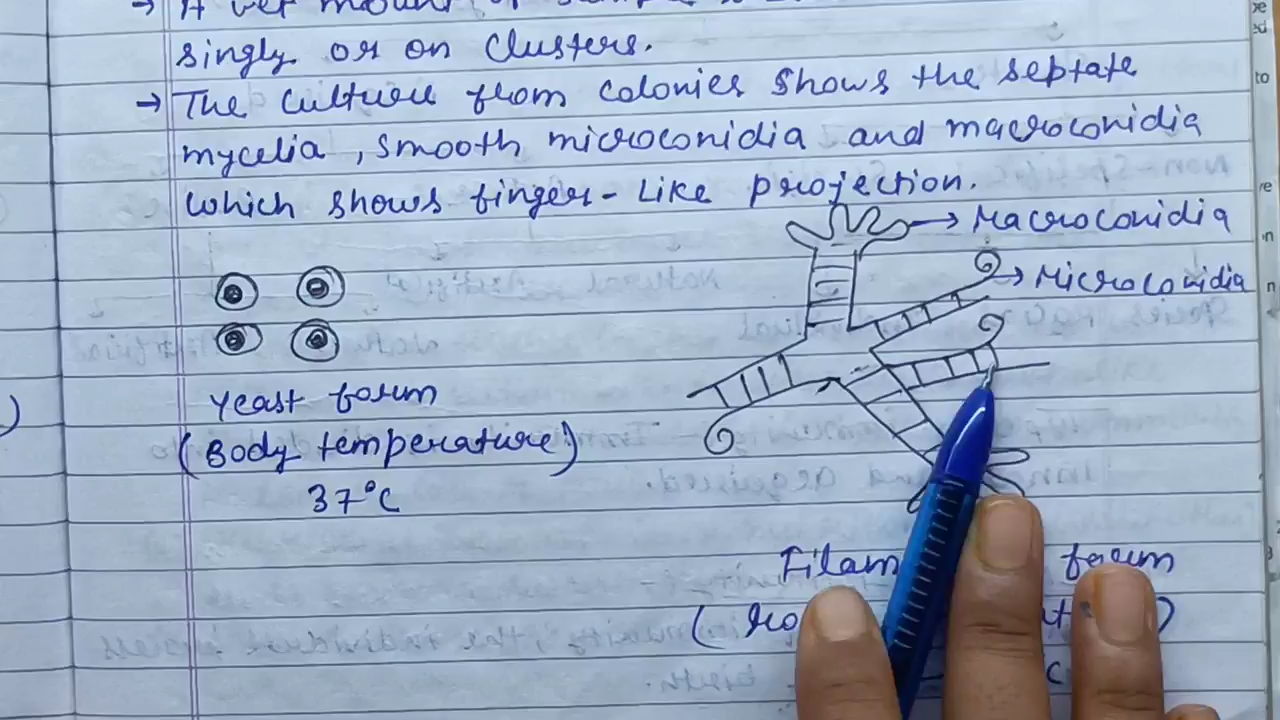 singly or on clusters.
→ The culture from colonies shows the septate
mycelia, smooth microconidia and macroconidia
which shows finger-like projection.
→ Macroconidia
→ Microconidia
Yeast form
(Body temperature)
37°C
Filam form
(